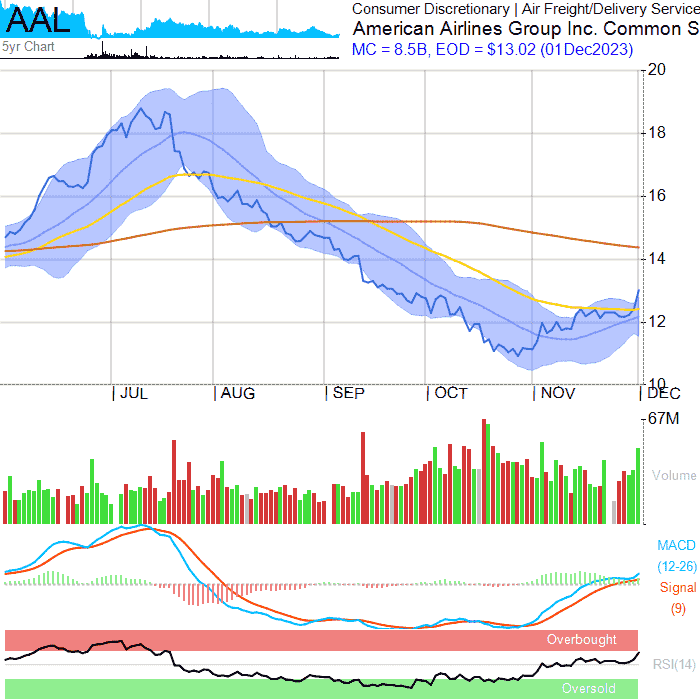 AAL
5yr Chart
Consumer Discretionary | Air Freight/Delivery Service
American Airlines Group Inc. Common S
MC = 8.5B, EOD = $13.02 (01Dec2023)
20
18
16
14
12
10
JUL AUG SEP OCT NOV DEC
67M
Volume
MACD
(12-26)
Signal
(9)
Overbought
RSI(14)
Oversold